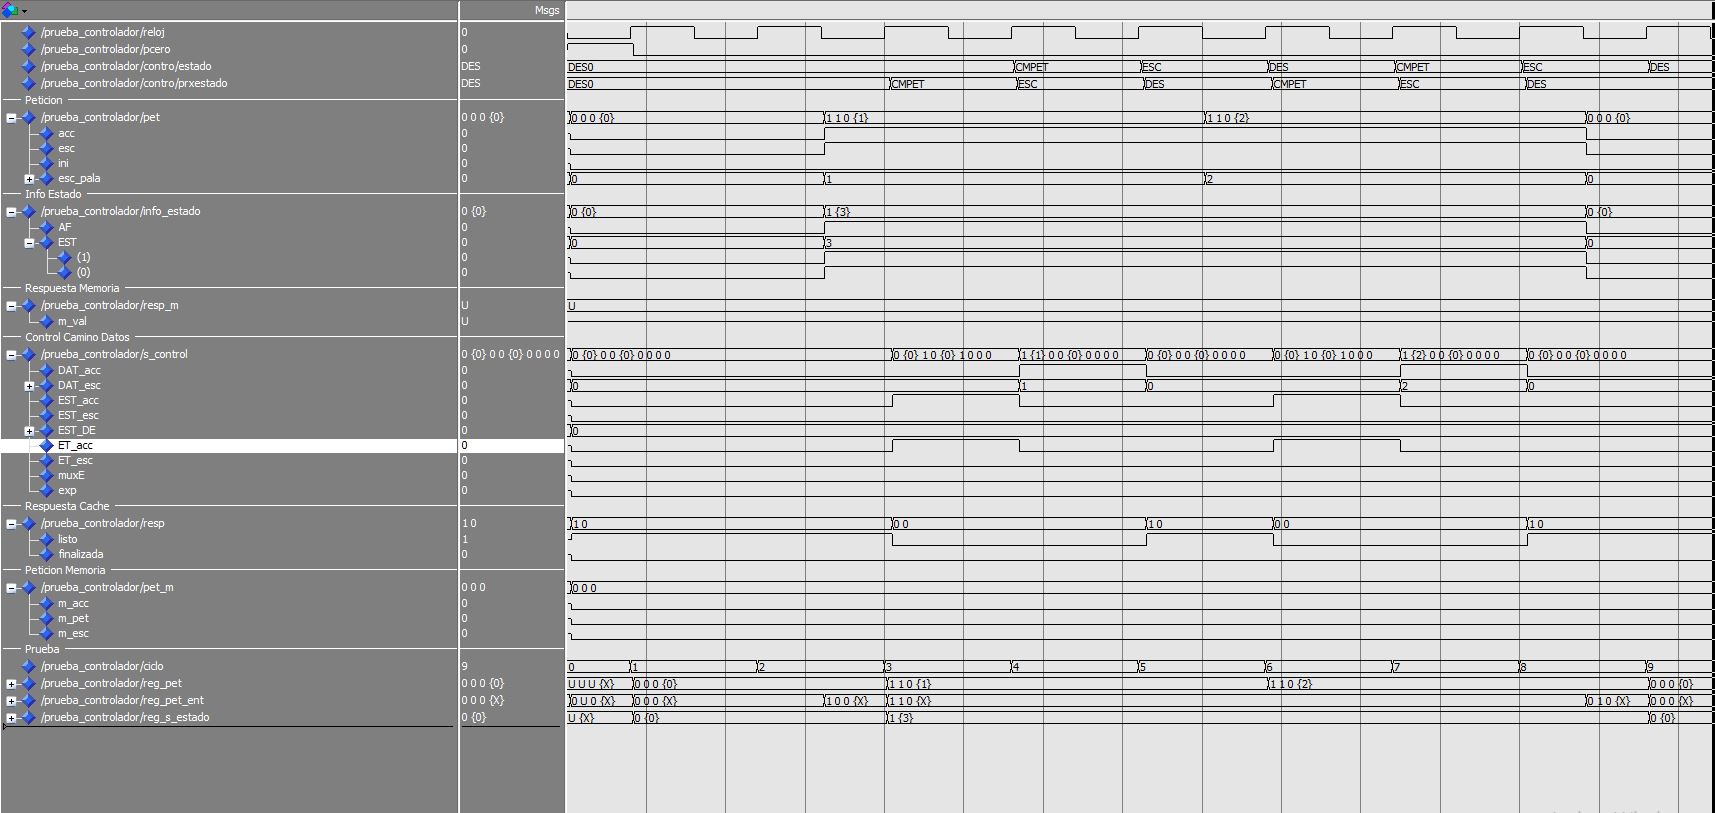 Msgs
/prueba_controlador/reloj 0
/prueba_controlador/pcero 0
/prueba_controlador/contro/estado DES DES0 CMPET ESC DES CMPET ESC DES
/prueba_controlador/contro/prxestado DES DES0 CMPET ESC DES CMPET ESC DES
Peticion
/prueba_controlador/pet 0 0 0 {0} 0 0 0 {0} 1 1 0 {1} 1 1 0 {2} 0 0 0 {0}
acc 0
esc 0
ini 0
esc_pala 0 0 1 2 0
Info Estado
/prueba_controlador/info_estado 0 {0} 0 {0} 1 {3} 0 {0}
AF 0
EST 0 0 3 0
(1) 0
(0) 0
Respuesta Memoria
/prueba_controlador/resp_m U U
m_val U
Control Camino Datos
/prueba_controlador/s_control 0 {0} 0 0 {0} 0 0 0 0 0 {0} 0 0 {0} 0 0 0 0 0 {0} 1 0 {0} 1 0 0 0 1 {1} 0 0 {0} 0 0 0 0 0 {0} 0 0 {0} 0 0 0 0 0 {0} 1 0 {0} 1 0 0 0 1 {2} 0 0 {0} 0 0 0 0 0 {0} 0 0 {0} 0 0 0 0
DAT_acc 0
DAT_esc 0 0 1 0 2 0
EST_acc 0
EST_esc 0
EST_DE 0 0
ET_acc 0
ET_esc 0
muxE 0
exp 0
Respuesta Cache
/prueba_controlador/resp 1 0 1 0 0 0 1 0 0 0 1 0
listo 1
finalizada 0
Peticion Memoria
/prueba_controlador/pet_m 0 0 0 0 0 0
m_acc 0
m_pet 0
m_esc 0
Prueba
/prueba_controlador/ciclo 9 0 1 2 3 4 5 6 7 8 9
/prueba_controlador/reg_pet 0 0 0 {0} U U U {X} 0 0 0 {0} 1 1 0 {1} 1 1 0 {2} 0 0 0 {0}
/prueba_controlador/reg_pet_ent 0 0 0 {X} 0 U 0 {X} 0 0 0 {X} 1 0 0 {X} 1 1 0 {X} 0 1 0 {X} 0 0 0 {X}
/prueba_controlador/reg_s_estado 0 {0} U {X} 0 {0} 1 {3} 0 {0}